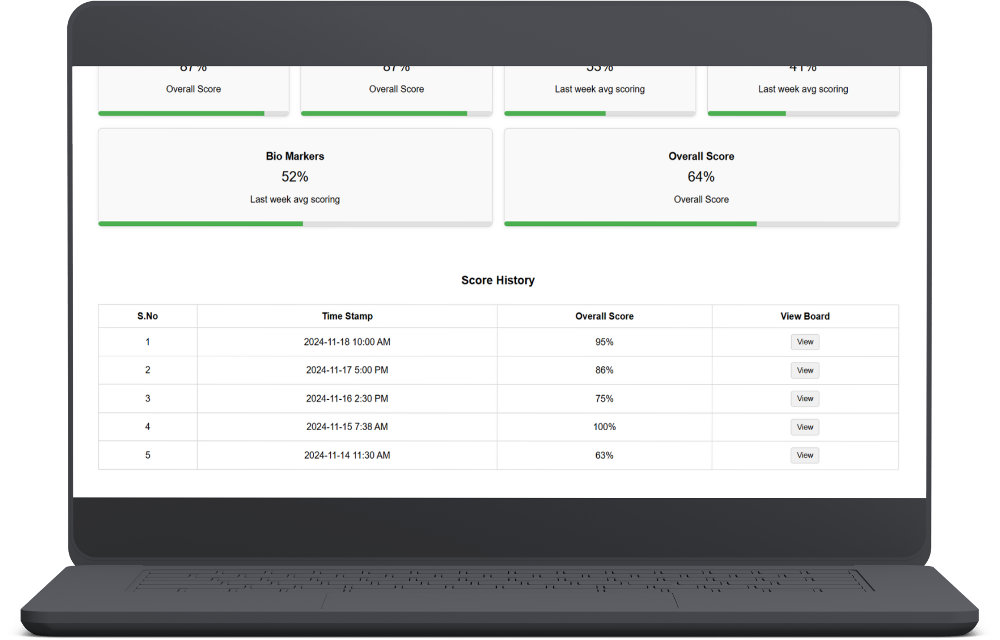 87% 87% 53% 41%
Overall Score Overall Score Last week avg scoring Last week avg scoring
Bio Markers Overall Score
52% 64%
Last week avg scoring Overall Score
Score History
S.No Time Stamp Overall Score View Board
1 2024-11-18 10:00 AM 95% View
2 2024-11-17 5:00 PM 86% View
3 2024-11-16 2:30 PM 75% View
4 2024-11-15 7:38 AM 100% View
5 2024-11-14 11:30 AM 63% View